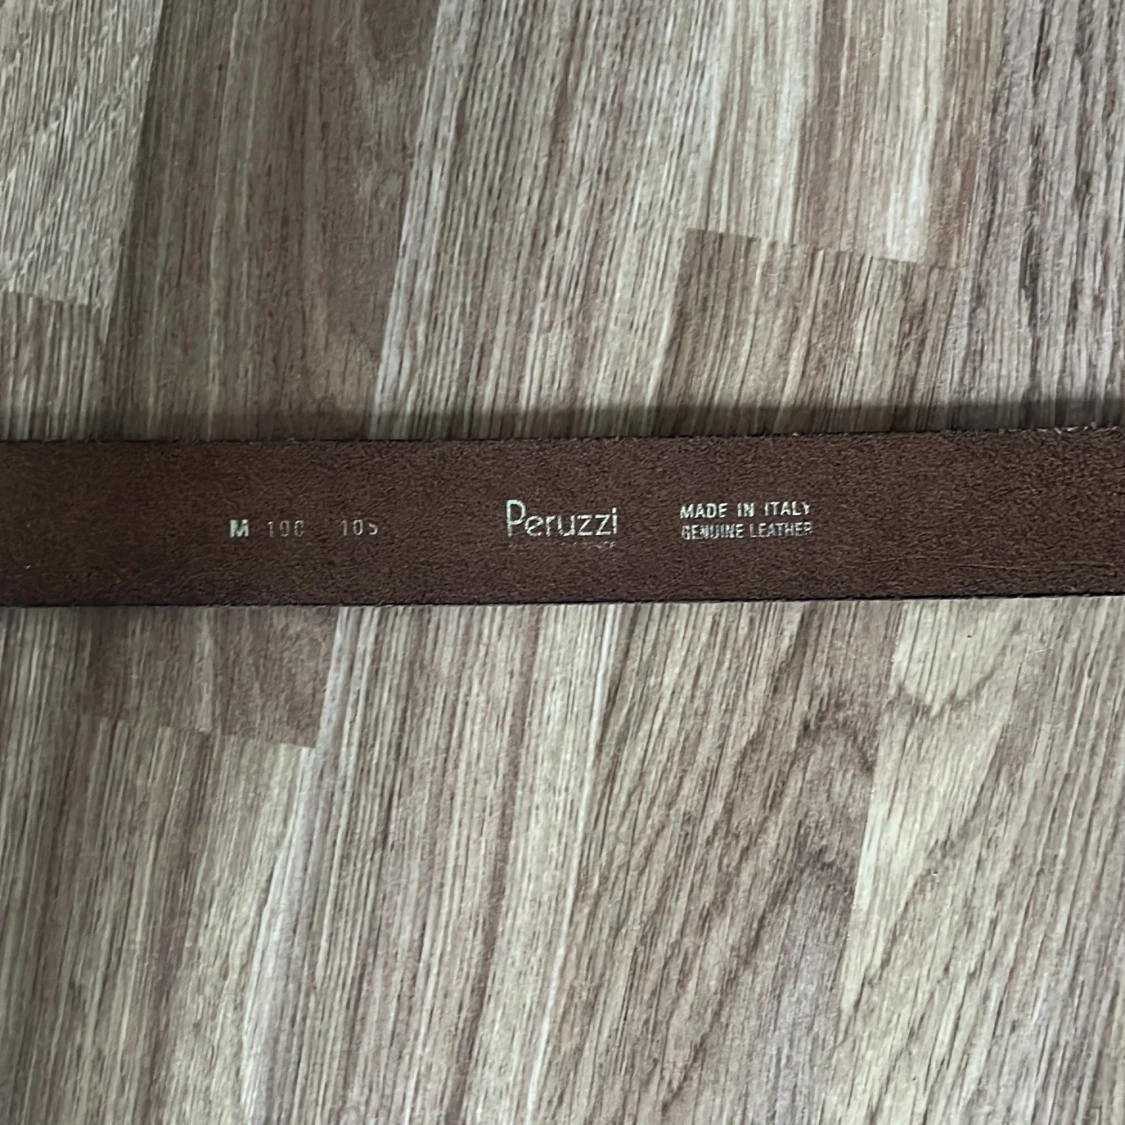 M 100 105
Peruzzi
MADE IN ITALY
GENUINE LEATHER